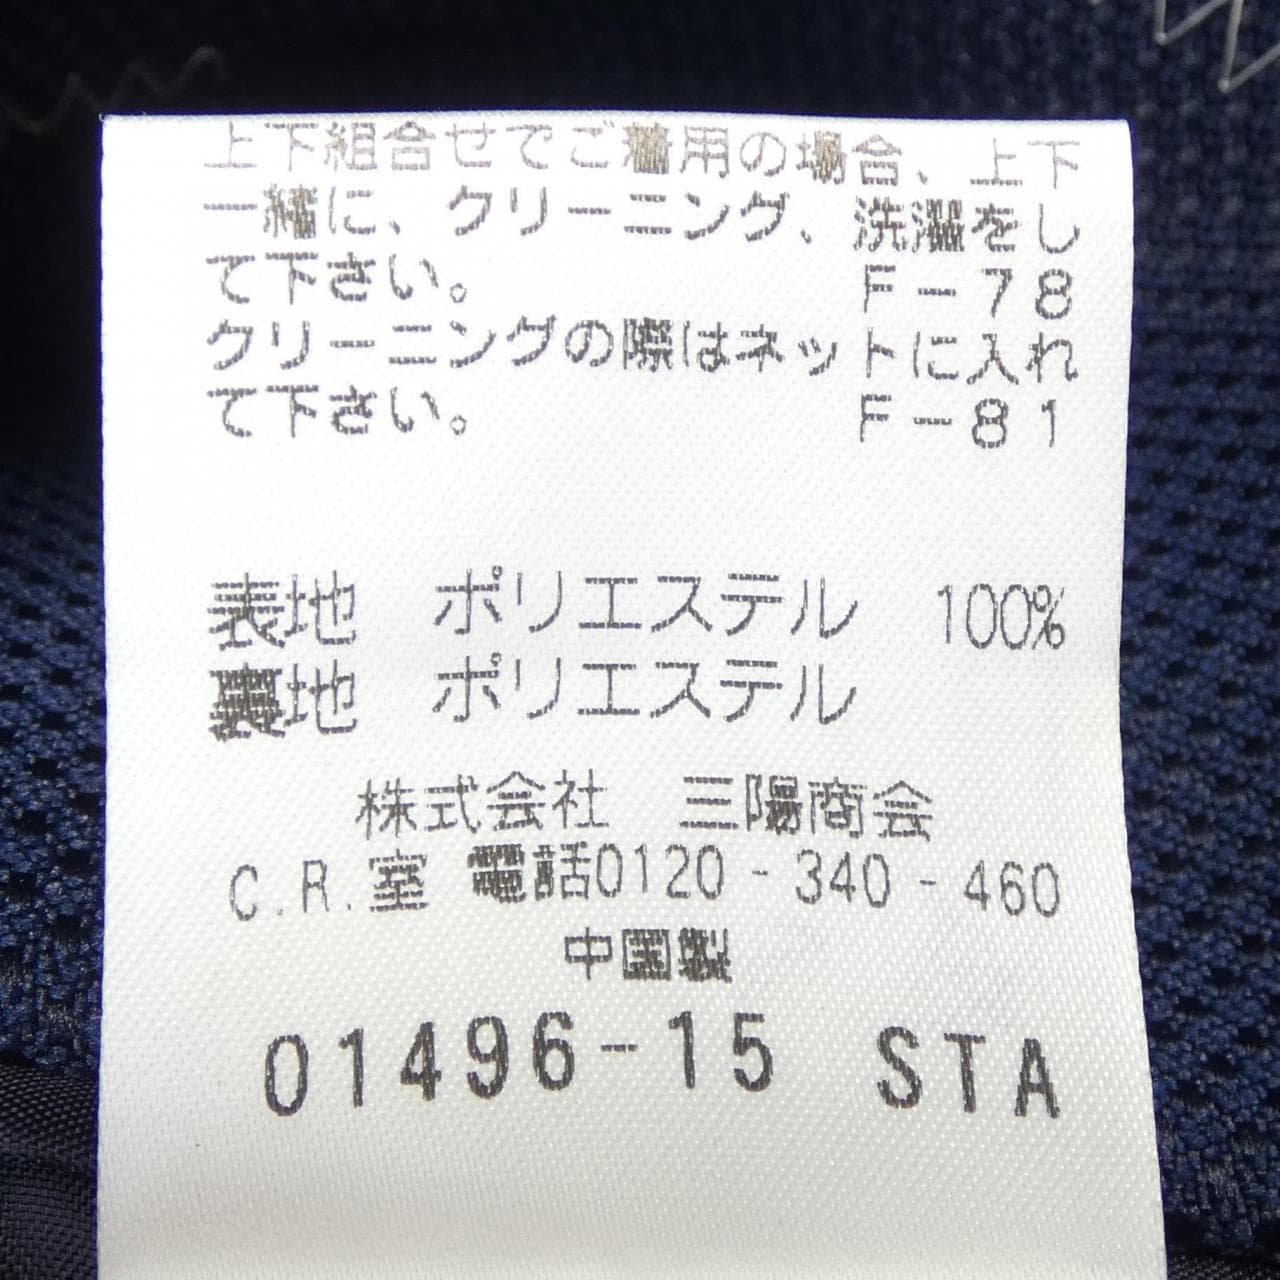 上下組合せでご着用の場合、上下
一緒に、クリーニング、洗濯をし
て下さい。 F-78
クリーニングの際はネットに入れ
て下さい。 F-81
表地 ポリエステル 100%
裏地 ポリエステル
株式会社 三陽商会
C.R.室 電話0120-340-460
中国製
01496-15 STA